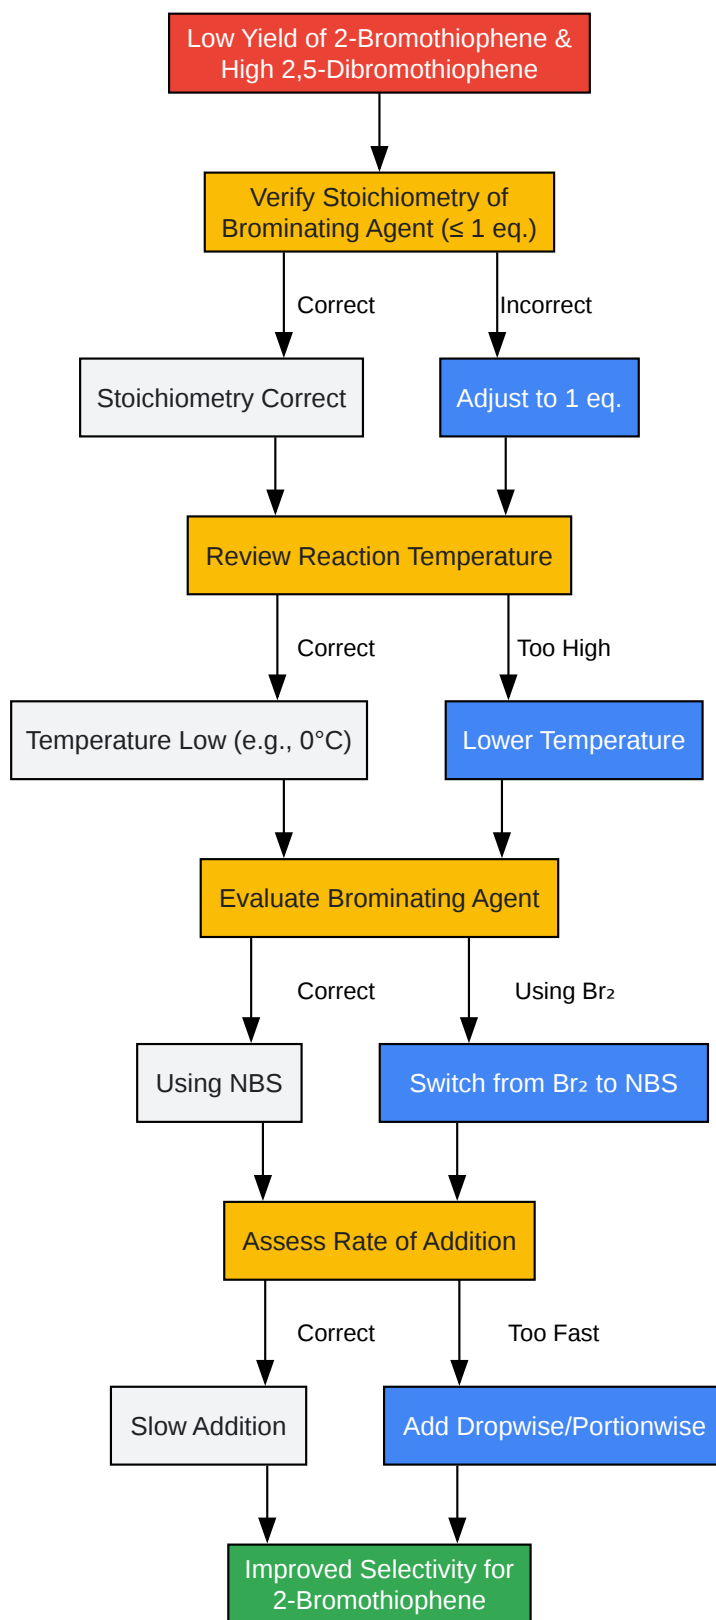 Low Yield of 2-Bromothiophene &
High 2,5-Dibromothiophene
Verify Stoichiometry of
Brominating Agent (≤ 1 eq.)
Correct
Incorrect
Stoichiometry Correct
Adjust to 1 eq.
Review Reaction Temperature
Correct
Too High
Temperature Low (e.g., 0°C)
Lower Temperature
Evaluate Brominating Agent
Correct
Using Br₂
Using NBS
Switch from Br₂ to NBS
Assess Rate of Addition
Correct
Too Fast
Slow Addition
Add Dropwise/Portionwise
Improved Selectivity for
2-Bromothiophene